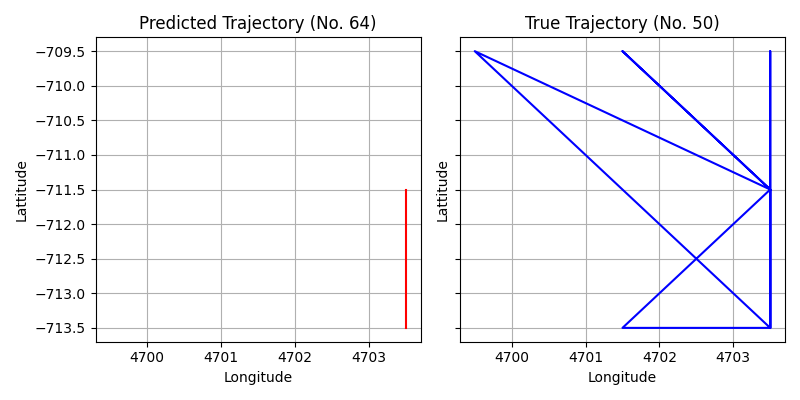 Predicted Trajectory (No. 64)
True Trajectory (No. 50)
−709.5
−710.0
−710.5
−711.0
−711.5
−712.0
−712.5
−713.0
−713.5
Lattitude
Lattitude
4700 4701 4702 4703
4700 4701 4702 4703
Longitude
Longitude